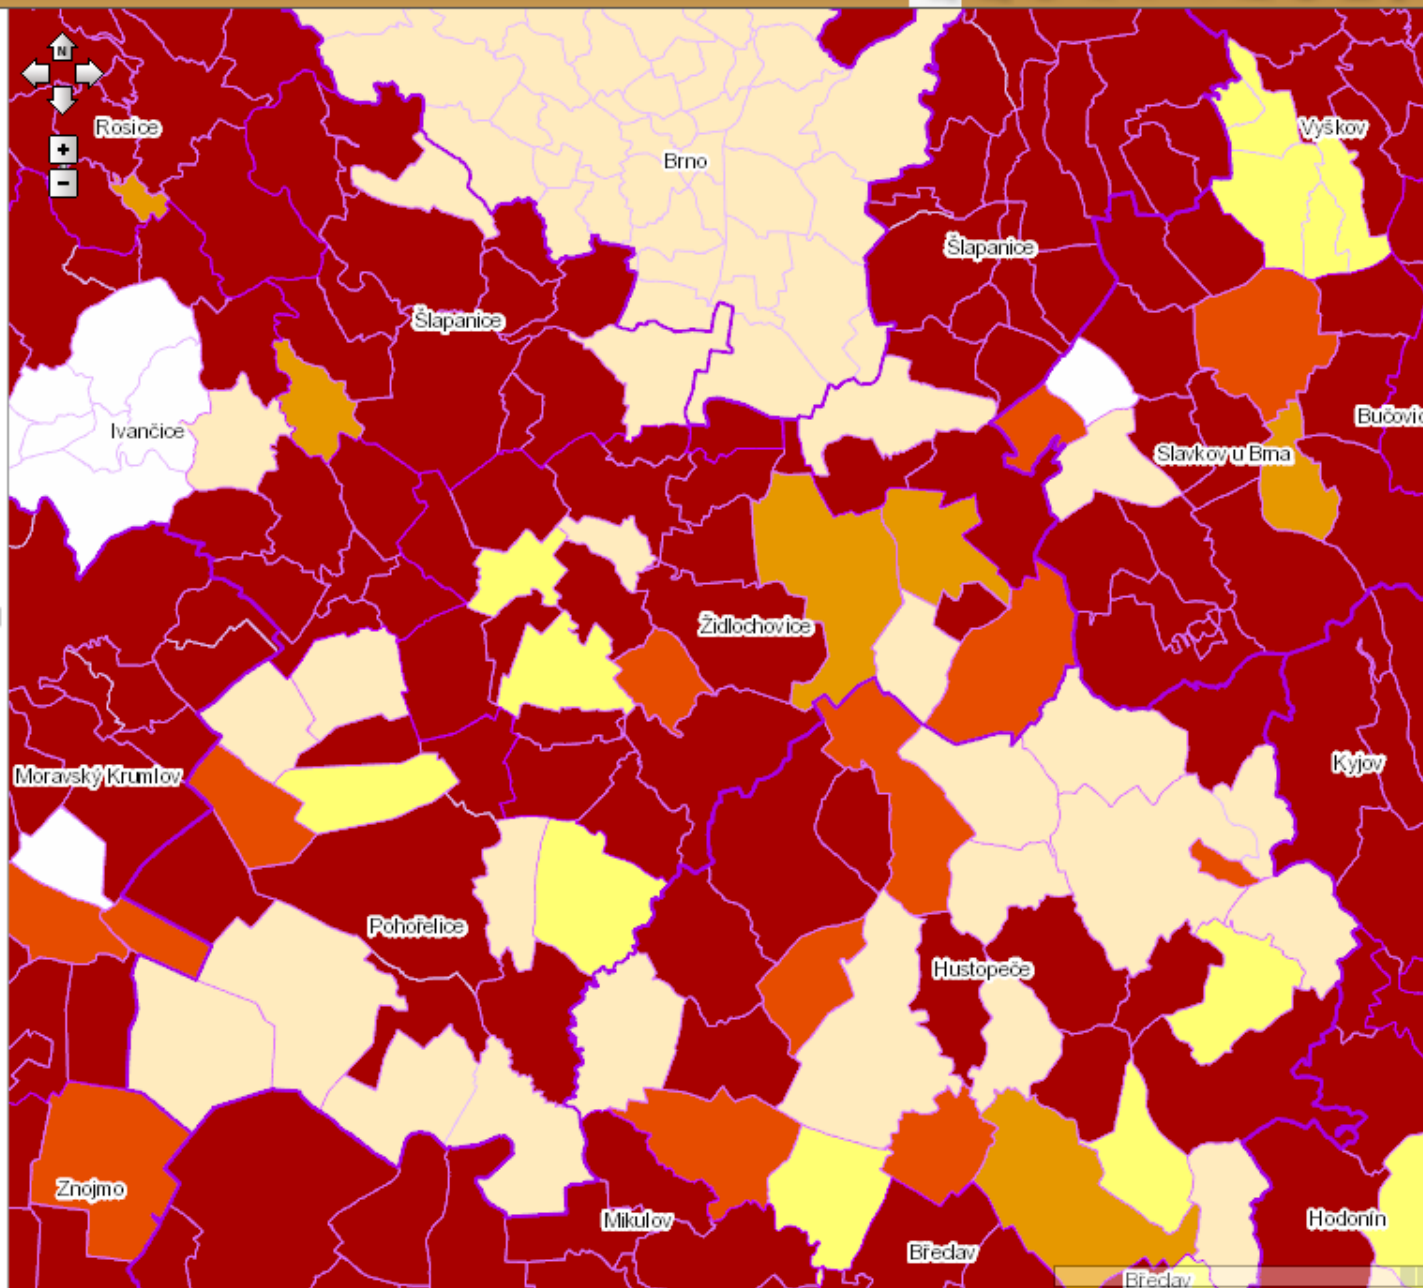 N
Rosice
+
-
Vyškov
Brno
Šlapanice
Šlapanice
Bučovic
Ivančice
Slavkov u Brna
Židlochovice
Kyjov
Moravský Krumlov
Pohořelice
Hustopeče
Znojmo
Mikulov
Hodonín
Břeclav
Břeclav